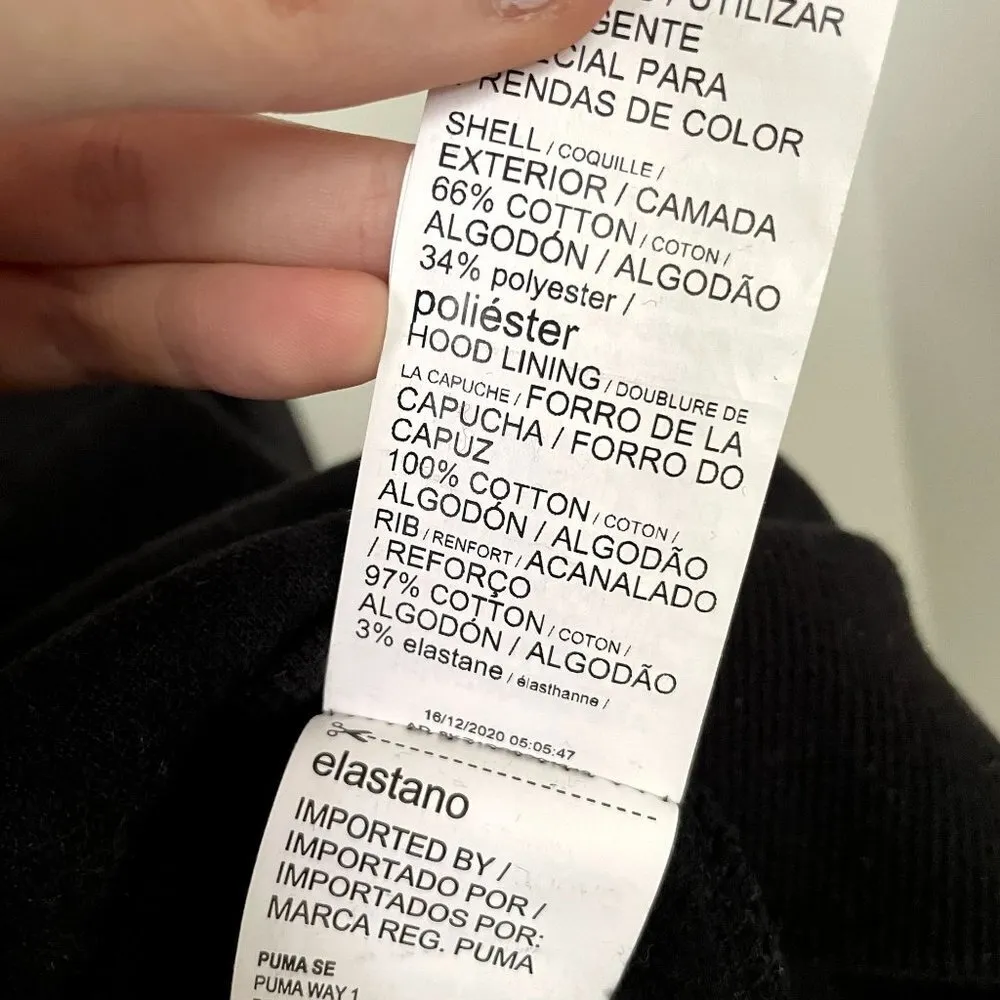 / UTILIZAR
PARA
PRENDAS DE COLOR
SHELL / COQUILLE /
EXTERIOR / CAMADA
66% COTTON / COTON /
ALGODÓN / ALGODÃO
34% polyester /
poliéster
HOOD LINING / DOUBLURE DE
LA CAPUCHE / FORRO DE LA
CAPUCHA / FORRO DO
CAPUZ
100% COTTON / COTON /
ALGODÓN / ALGODÃO
RIB / RENFORT / ACANALADO
/ REFORÇO
97% COTTON / COTON /
ALGODÓN / ALGODÃO
3% elastane / élasthanne /
16/12/2020 05:05:47
elastano
IMPORTED BY /
IMPORTADO POR /
IMPORTADOS POR:
MARCA REG. PUMA
PUMA SE
PUMA WAY 1